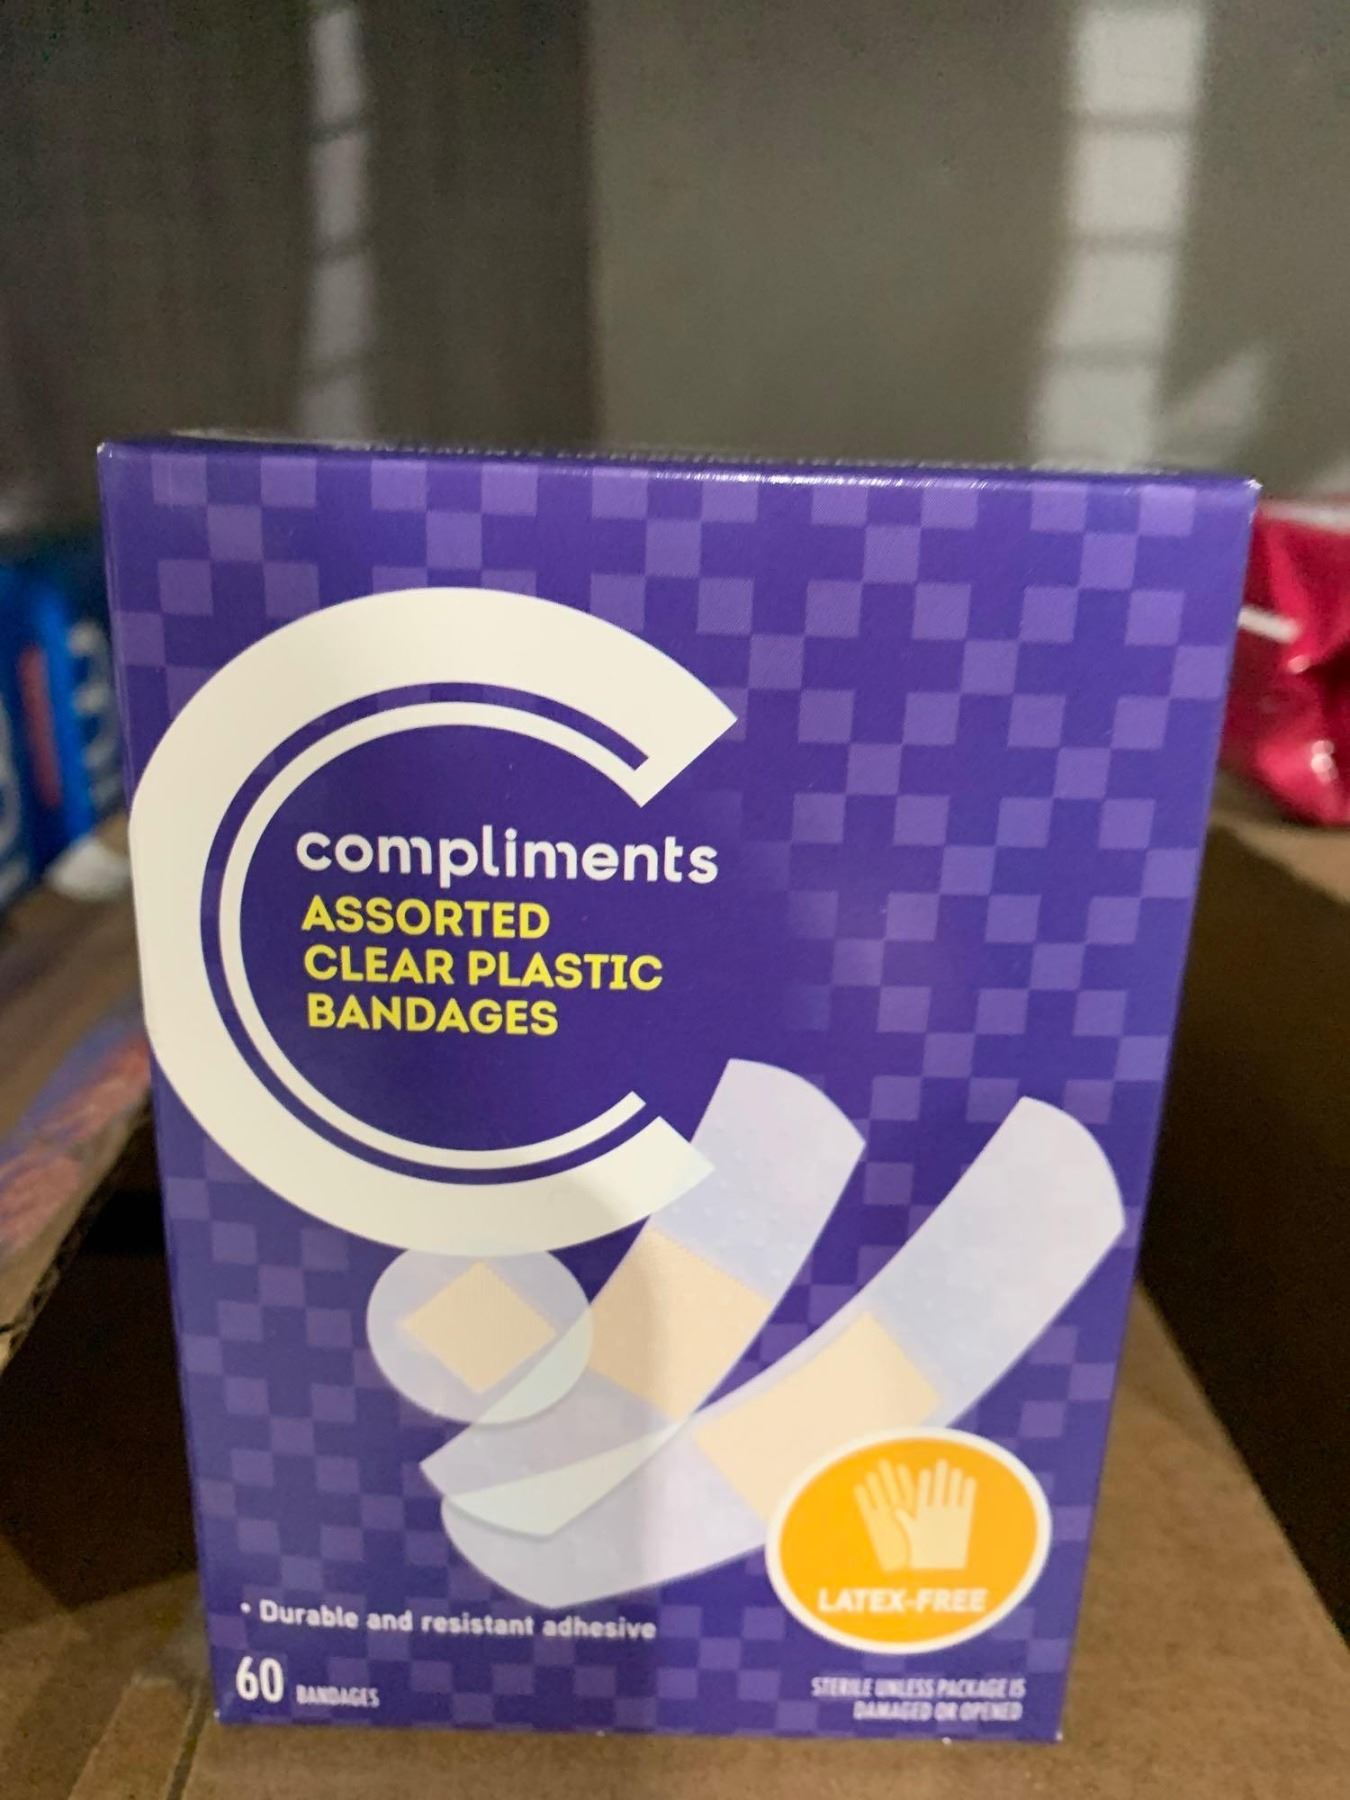 compliments
ASSORTED
CLEAR PLASTIC
BANDAGES
LATEX-FREE
• Durable and resistant adhesive
60 BANDAGES
STERILE UNLESS PACKAGE IS
DAMAGED OR OPENED